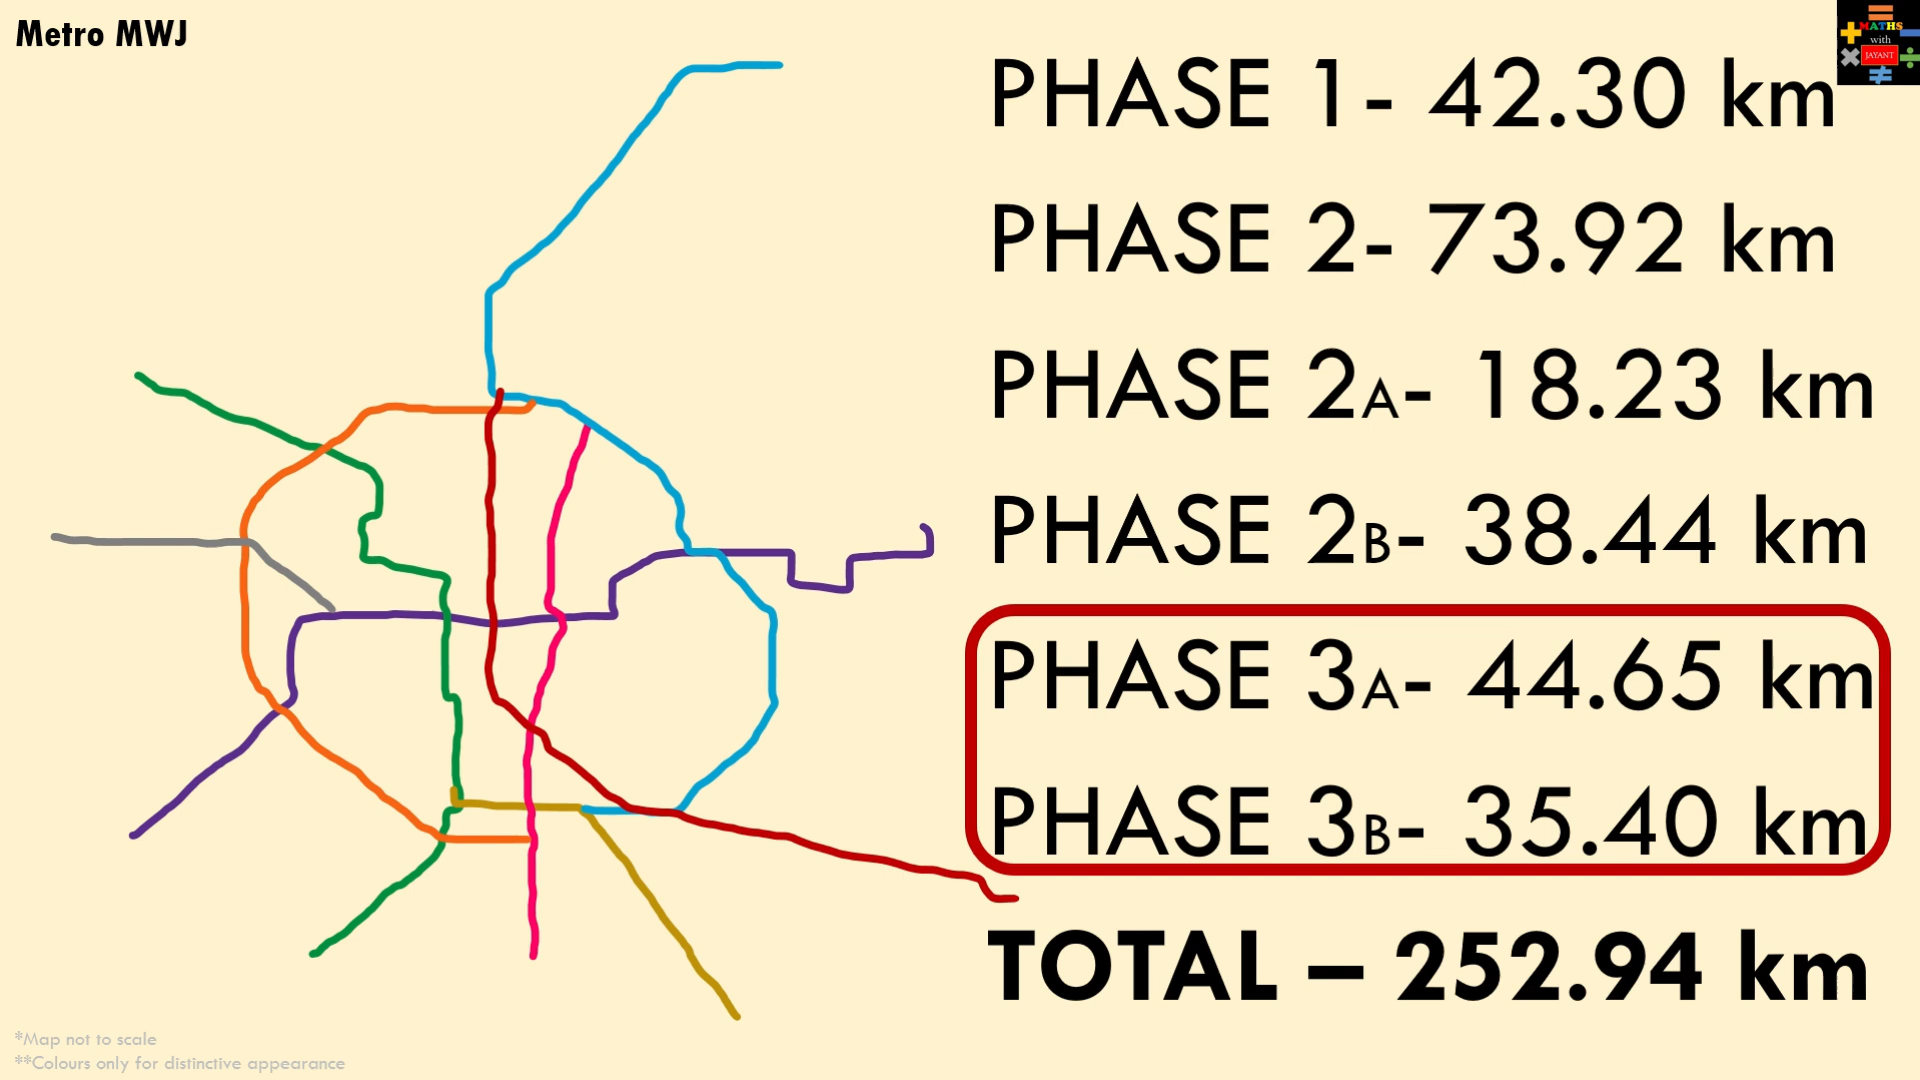 Metro MWJ
MATHS
with
JAYANT
PHASE 1- 42.30 km
PHASE 2- 73.92 km
PHASE 2A- 18.23 km
PHASE 2B- 38.44 km
PHASE 3A- 44.65 km
PHASE 3B- 35.40 km
TOTAL – 252.94 km
*Map not to scale
**Colours only for distinctive appearance